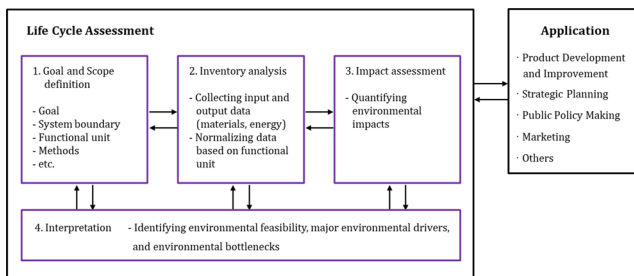 Life Cycle Assessment
1. Goal and Scope
definition
- Goal
- System boundary
- Functional unit
- Methods
- etc.
2. Inventory analysis
- Collecting input and
output data
(materials, energy)
- Normalizing data
based on functional
unit
3. Impact assessment
- Quantifying
environmental
impacts
4. Interpretation - Identifying environmental feasibility, major environmental drivers,
and environmental bottlenecks
Application
· Product Development
and Improvement
· Strategic Planning
· Public Policy Making
· Marketing
· Others